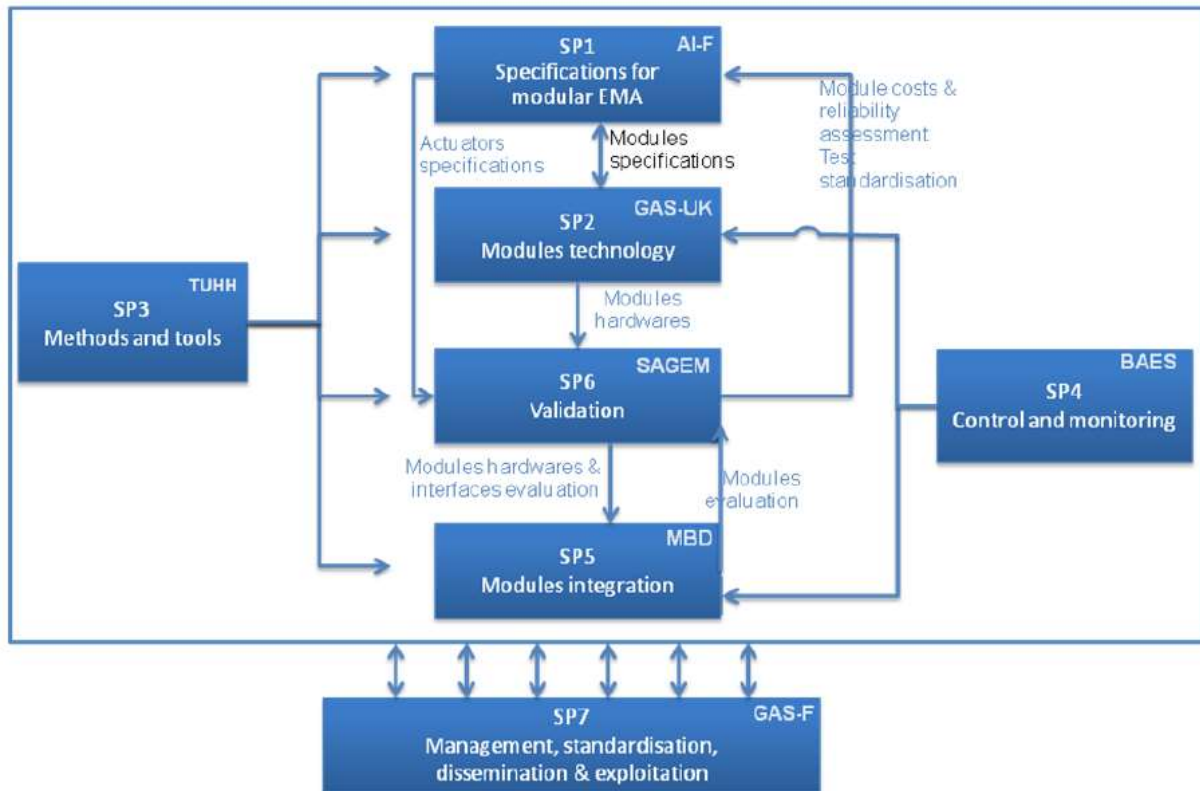 SP1
AI-F
Specifications for
modular EMA
Module costs &
reliability
assessment
Test
standardisation
Actuators
specifications
Modules
specifications
GAS-UK
SP2
Modules technology
TUHH
SP3
Methods and tools
Modules
hardwares
SAGEM
SP6
Validation
BAES
SP4
Control and monitoring
Modules hardwares &
interfaces evaluation
Modules
evaluation
MBD
SP5
Modules integration
SP7
GAS-F
Management, standardisation,
dissemination & exploitation